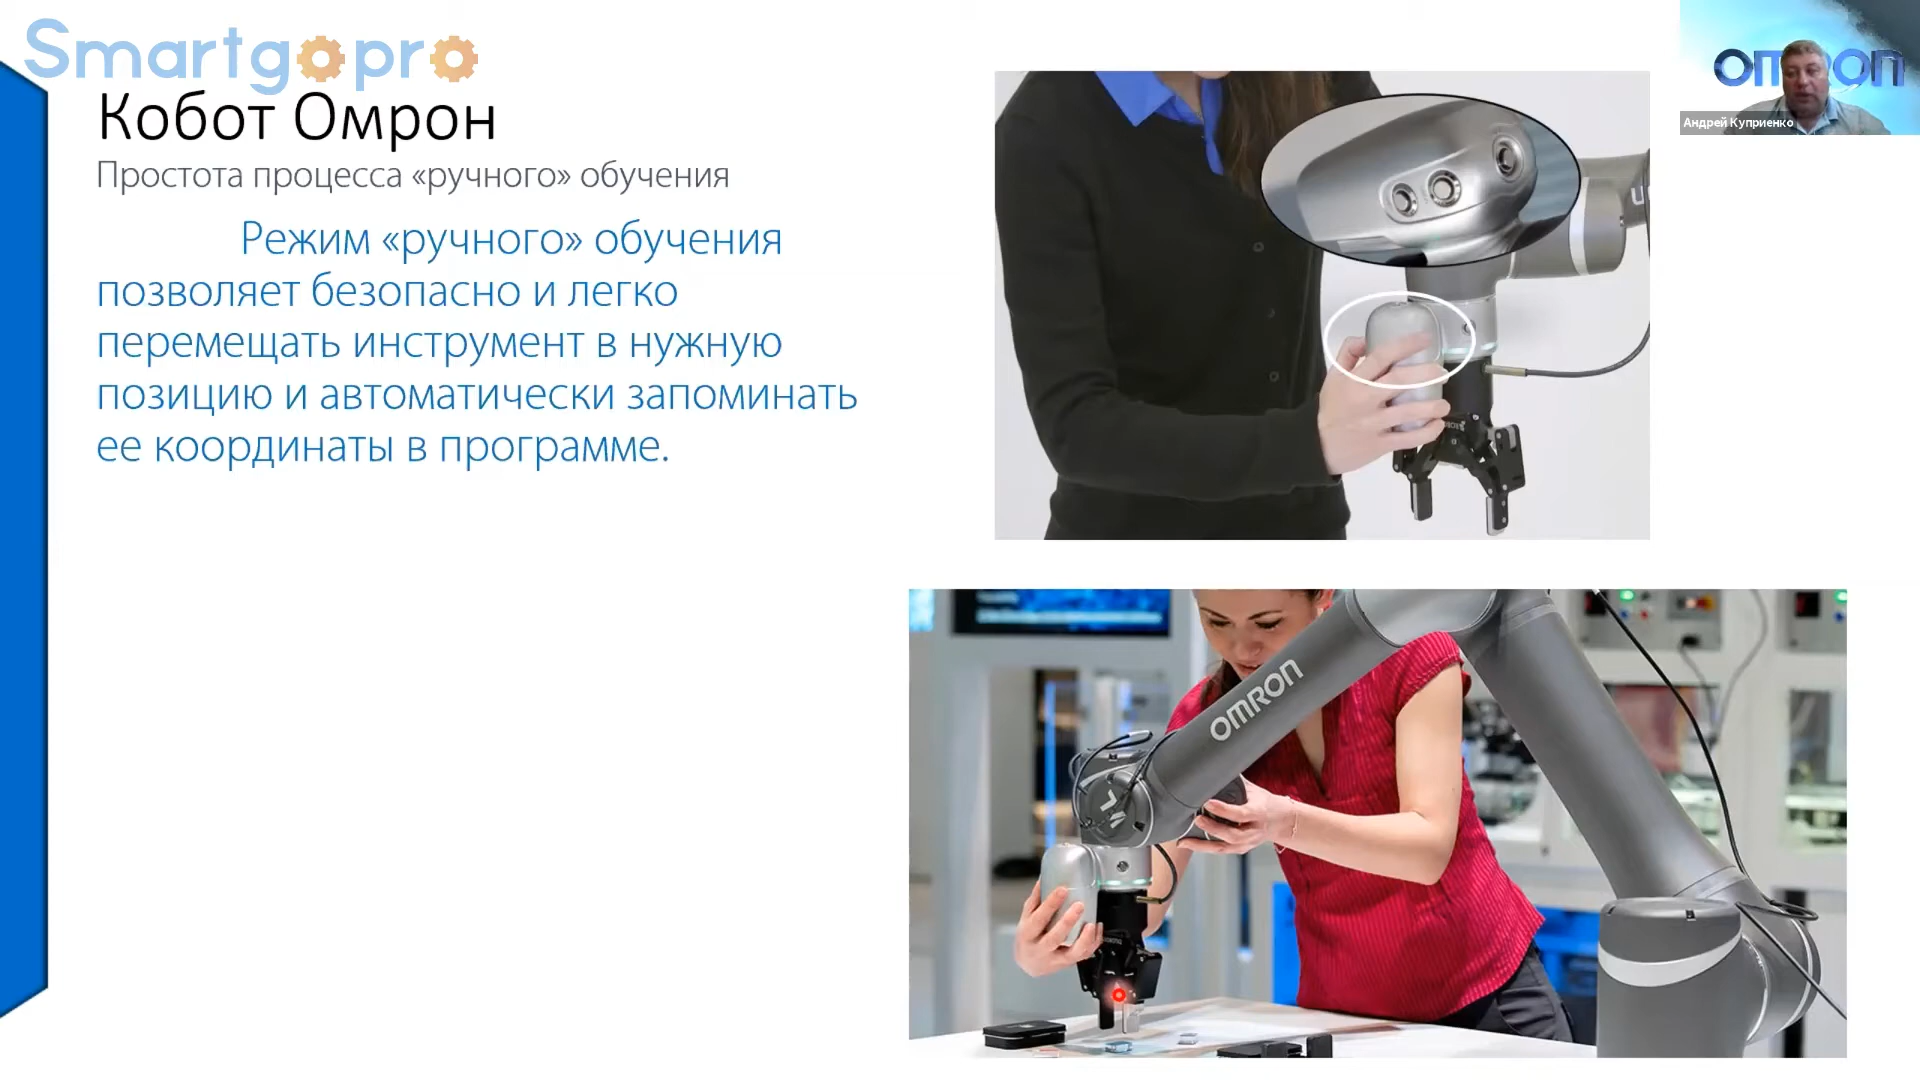 Smartgopro
Кобот Омрон
Простота процесса «ручного» обучения
Режим «ручного» обучения
позволяет безопасно и легко
перемещать инструмент в нужную
позицию и автоматически запоминать
ее координаты в программе.
OMRON
Андрей Куприенко
OMRON